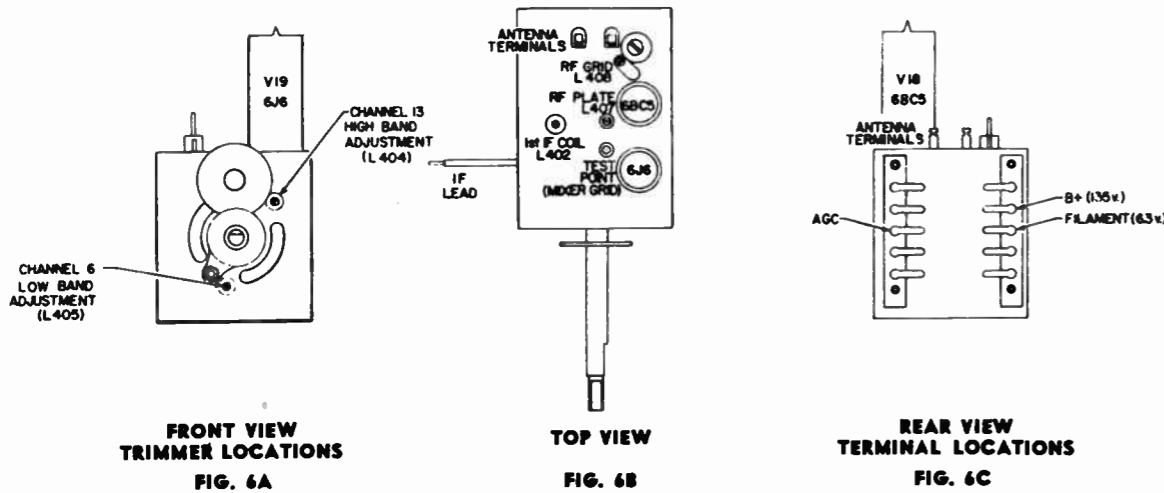 V19
6J6
CHANNEL 13
HIGH BAND
ADJUSTMENT
(L404)
CHANNEL 6
LOW BAND
ADJUSTMENT
(L405)
FRONT VIEW
TRIMMER LOCATIONS
FIG. 6A
ANTENNA
TERMINALS
RF GRID
L408
RF PLATE
L407
6BC5
1st IF COIL
L402
TEST
POINT
(MIXER GRID)
6J6
IF
LEAD
TOP VIEW
FIG. 6B
V18
6BC5
ANTENNA
TERMINALS
AGC
B+ (135v.)
FILAMENT (6.3v.)
REAR VIEW
TERMINAL LOCATIONS
FIG. 6C